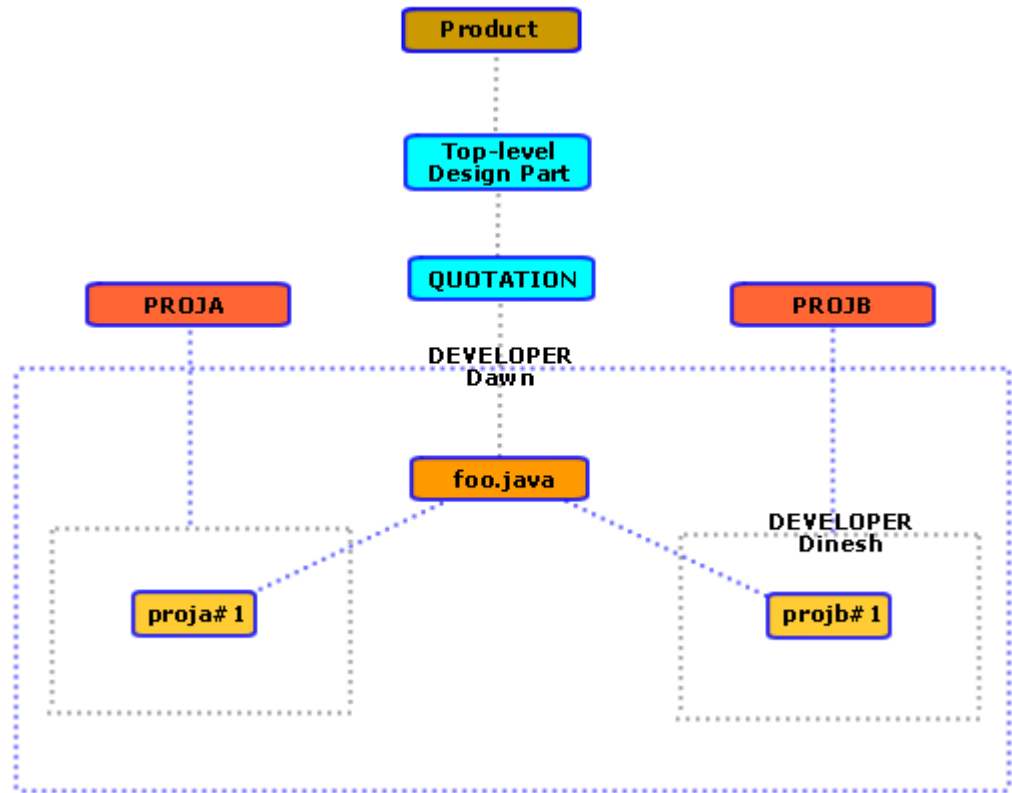 Product
Top-level
Design Part
QUOTATION
PROJA
PROJB
DEVELOPER
Dawn
foo.java
DEVELOPER
Dinesh
proja#1
projb#1